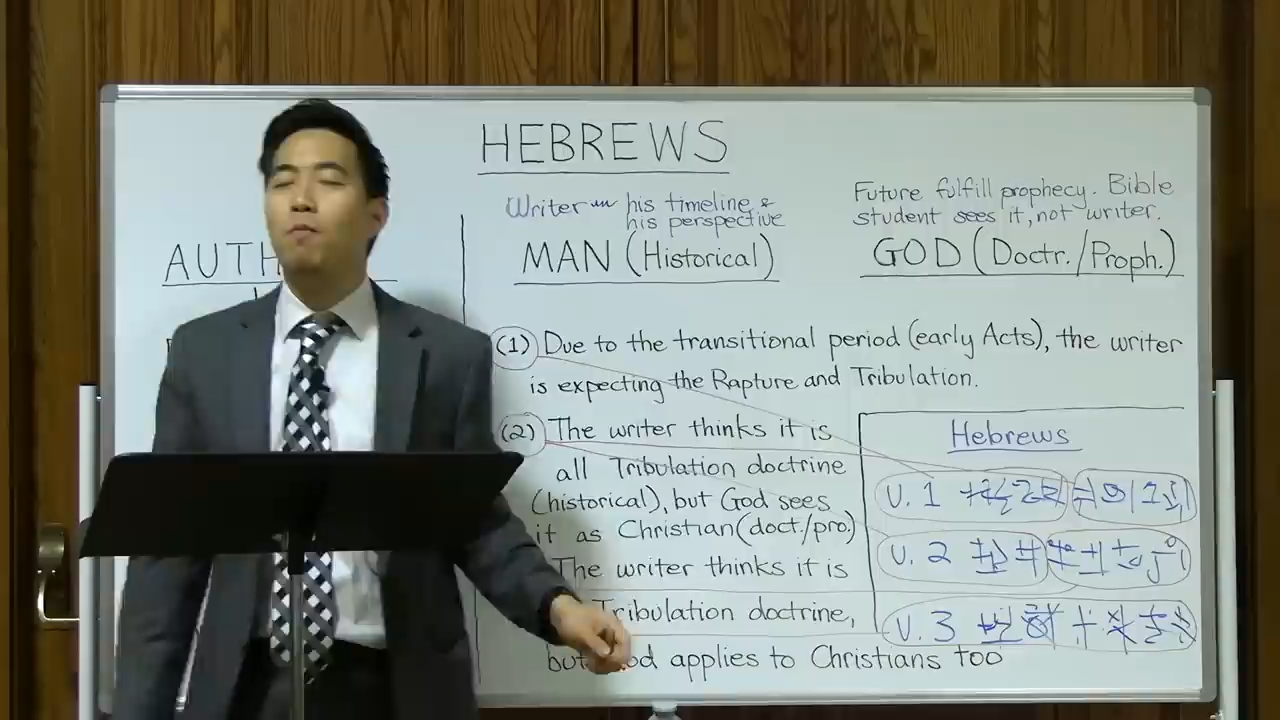 HEBREWS
Writer in his timeline &
his perspective
MAN (Historical)
Future fulfill prophecy. Bible
student sees it, not writer.
GOD (Doctr./Proph.)
AUTH
(1) Due to the transitional period (early Acts), the writer
is expecting the Rapture and Tribulation.
(2) The writer thinks it is
all Tribulation doctrine
(historical), but God sees
it as Christian (doct./pro.)
The writer thinks it is
Tribulation doctrine,
but God applies to Christians too
Hebrews
V. 1
V. 2
V. 3